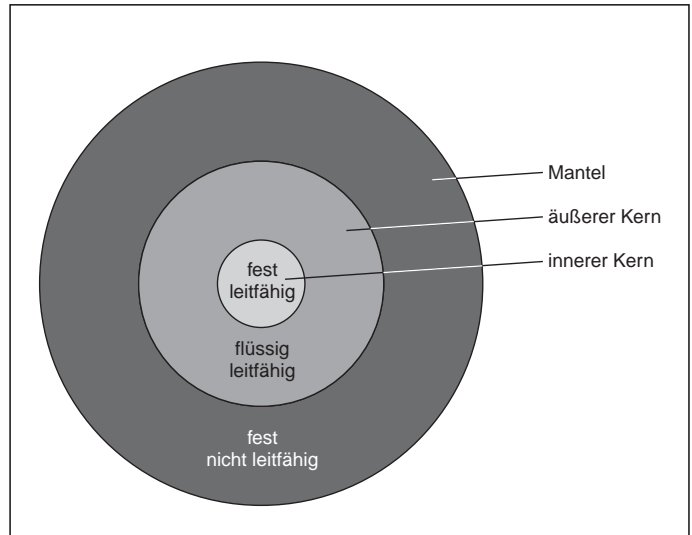 Mantel
äußerer Kern
innerer Kern
fest
leitfähig
flüssig
leitfähig
fest
nicht leitfähig